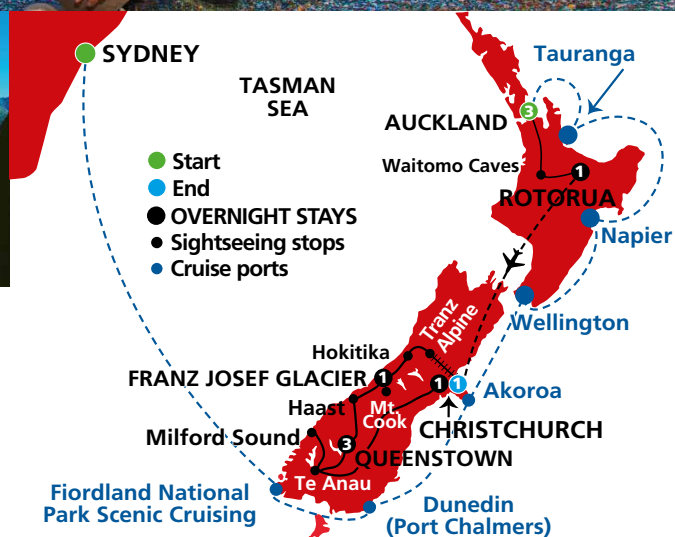 SYDNEY
TASMAN
SEA
Tauranga
AUCKLAND
3
Waitomo Caves
1
ROTORUA
Napier
Wellington
Start
End
OVERNIGHT STAYS
Sightseeing stops
Cruise ports
Tranz
Alpine
Hokitika
FRANZ JOSEF GLACIER
1
1
1
Akoroa
Haast
Mt.
Cook
CHRISTCHURCH
Milford Sound
3
QUEENSTOWN
Te Anau
Fiordland National
Park Scenic Cruising
Dunedin
(Port Chalmers)